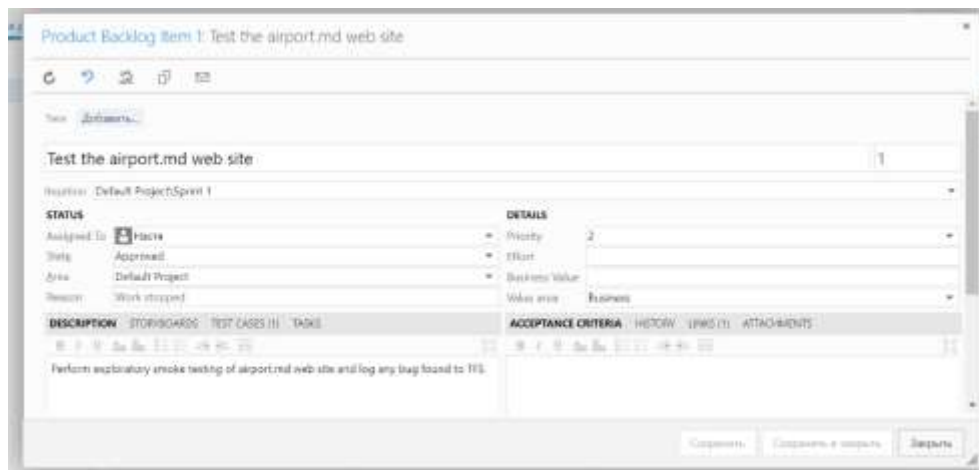 Product Backlog Item 1: Test the airport.md web site
Добавить...
Test the airport.md web site 1
Iteration Default Project\Sprint 1
STATUS DETAILS
Assigned To Настя Priority 2
State Approved Effort
Area Default Project Business Value
Reason Work stopped Value area Business
DESCRIPTION STORYBOARDS TEST CASES (1) TASKS ACCEPTANCE CRITERIA HISTORY LINKS (1) ATTACHMENTS
Perform exploratory smoke testing of airport.md web site and log any bug found to TFS.
Сохранить Сохранить и закрыть Закрыть